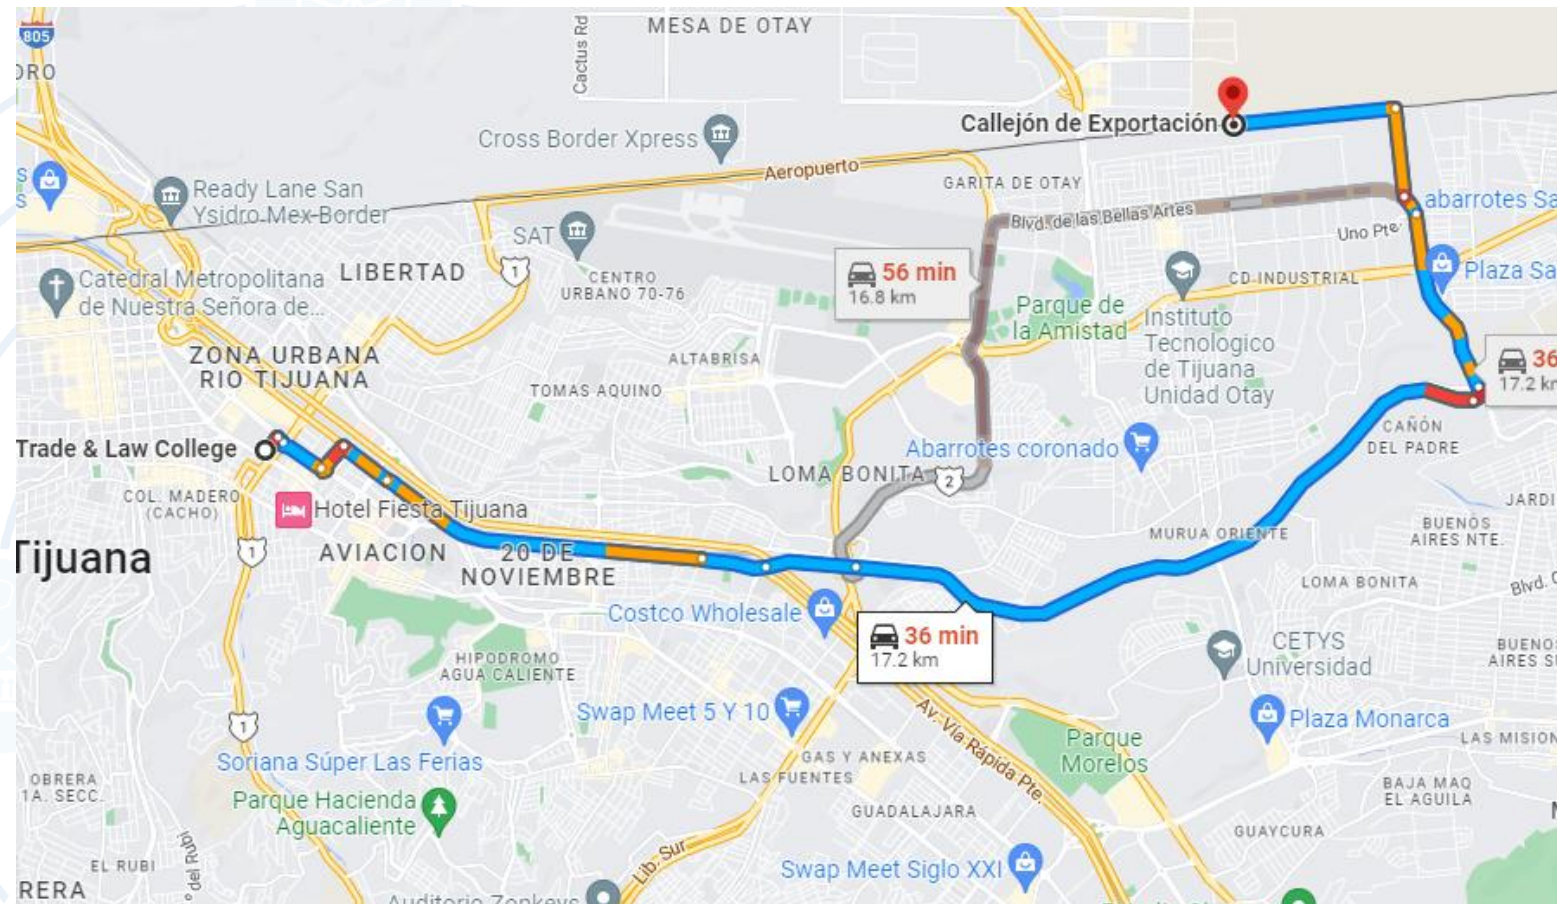 805
MESA DE OTAY
Cactus Rd
ORO
Callejón de Exportación
Cross Border Xpress
Aeropuerto
GARITA DE OTAY
Ready Lane San
Ysidro-Mex-Border
Blvd. de las Bellas Artes
abarrotes Sa
Uno Pte.
SAT
1
56 min
16.8 km
CD INDUSTRIAL
Plaza Sa
Catedral Metropolitana
de Nuestra Señora de...
LIBERTAD
CENTRO
URBANO 70-76
Parque de
la Amistad
Instituto
Tecnologico
de Tijuana
Unidad Otay
ZONA URBANA
RIO TIJUANA
ALTABRISA
TOMAS AQUINO
36
17.2 km
CAÑÓN
DEL PADRE
Trade & Law College
Abarrotes coronado
LOMA BONITA
2
COL. MADERO
(CACHO)
Hotel Fiesta Tijuana
JARDI
BUENOS
AIRES NTE.
MURUA ORIENTE
Tijuana
1
AVIACION
20 DE
NOVIEMBRE
LOMA BONITA
Blvd.
Costco Wholesale
36 min
17.2 km
CETYS
Universidad
BUENO
AIRES S
HIPODROMO
AGUA CALIENTE
Swap Meet 5 Y 10
Av. Vía Rápida Pte.
Plaza Monarca
1
Parque
Morelos
LAS MISION
Soriana Súper Las Ferias
GAS Y ANEXAS
LAS FUENTES
OBRERA
1A. SECC.
Parque Hacienda
Aguacaliente
GUADALAJARA
BAJA MAQ
EL AGUILA
GUAYCURA
EL RUBI
del Rubí
Lib. Sur
Swap Meet Siglo XXI
RERA
Auditorio Zonkeys